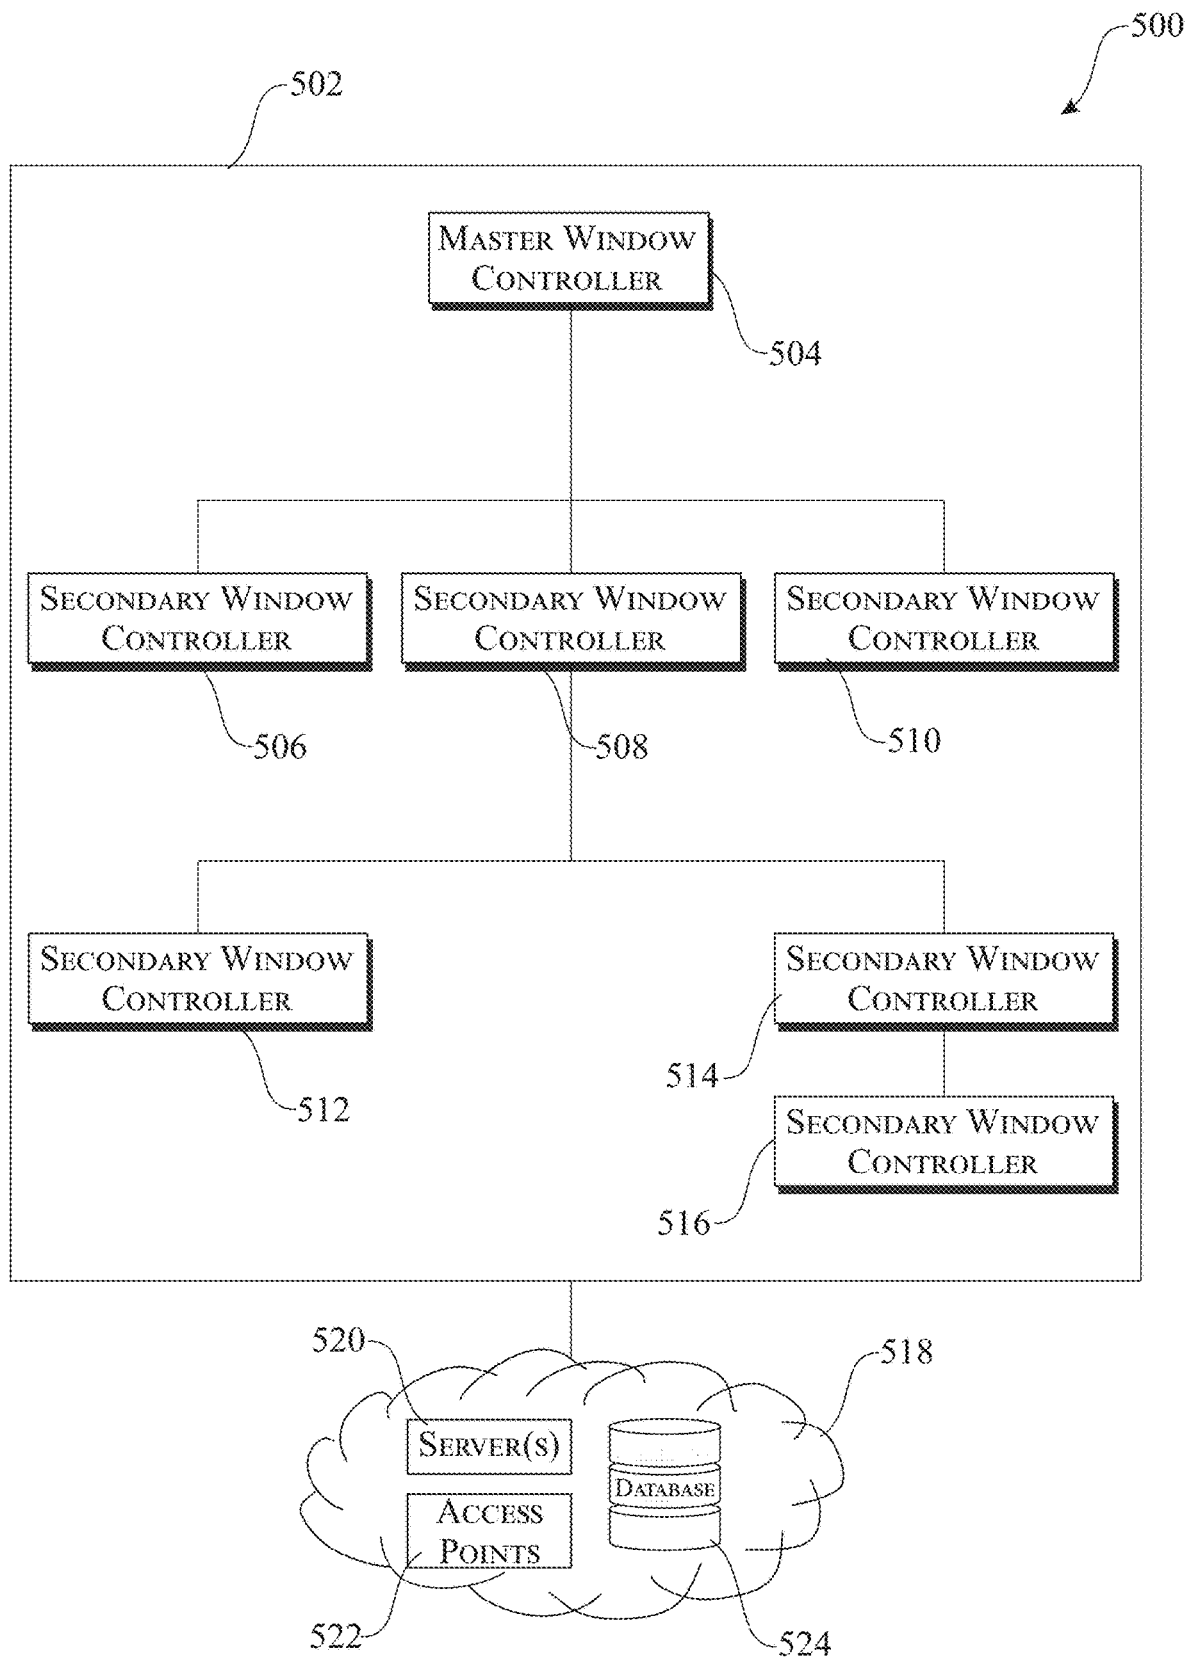 500
502
MASTER WINDOW
CONTROLLER
504
SECONDARY WINDOW
CONTROLLER
506
SECONDARY WINDOW
CONTROLLER
508
SECONDARY WINDOW
CONTROLLER
510
SECONDARY WINDOW
CONTROLLER
512
SECONDARY WINDOW
CONTROLLER
514
SECONDARY WINDOW
CONTROLLER
516
518
520
SERVER(S)
ACCESS
POINTS
522
DATABASE
524